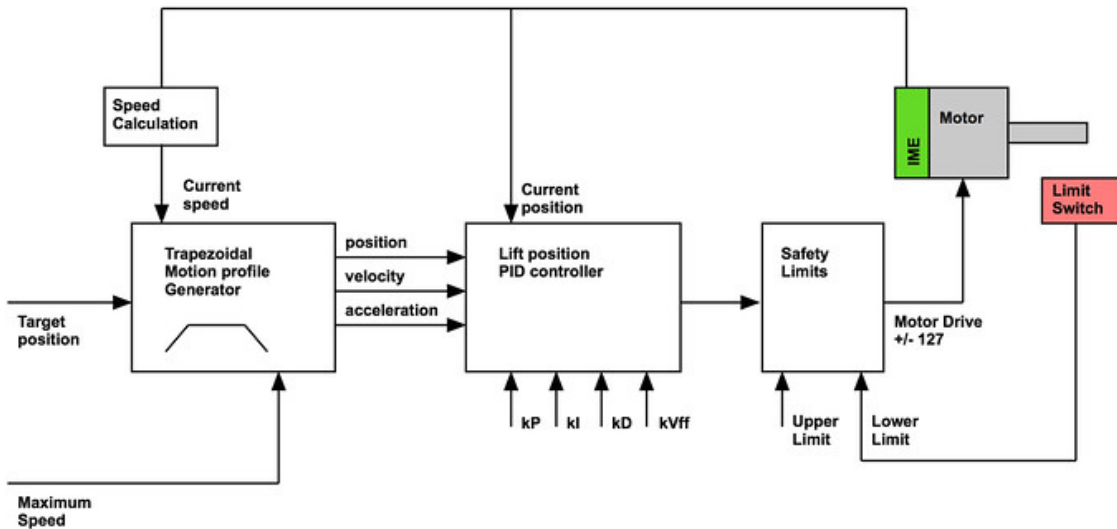 Speed
Calculation
IME
Motor
Limit
Switch
Current
speed
Current
position
Trapezoidal
Motion profile
Generator
position
velocity
acceleration
Lift position
PID controller
Safety
Limits
Target
position
Motor Drive
+/- 127
kP
kI
kD
kVff
Upper
Limit
Lower
Limit
Maximum
Speed